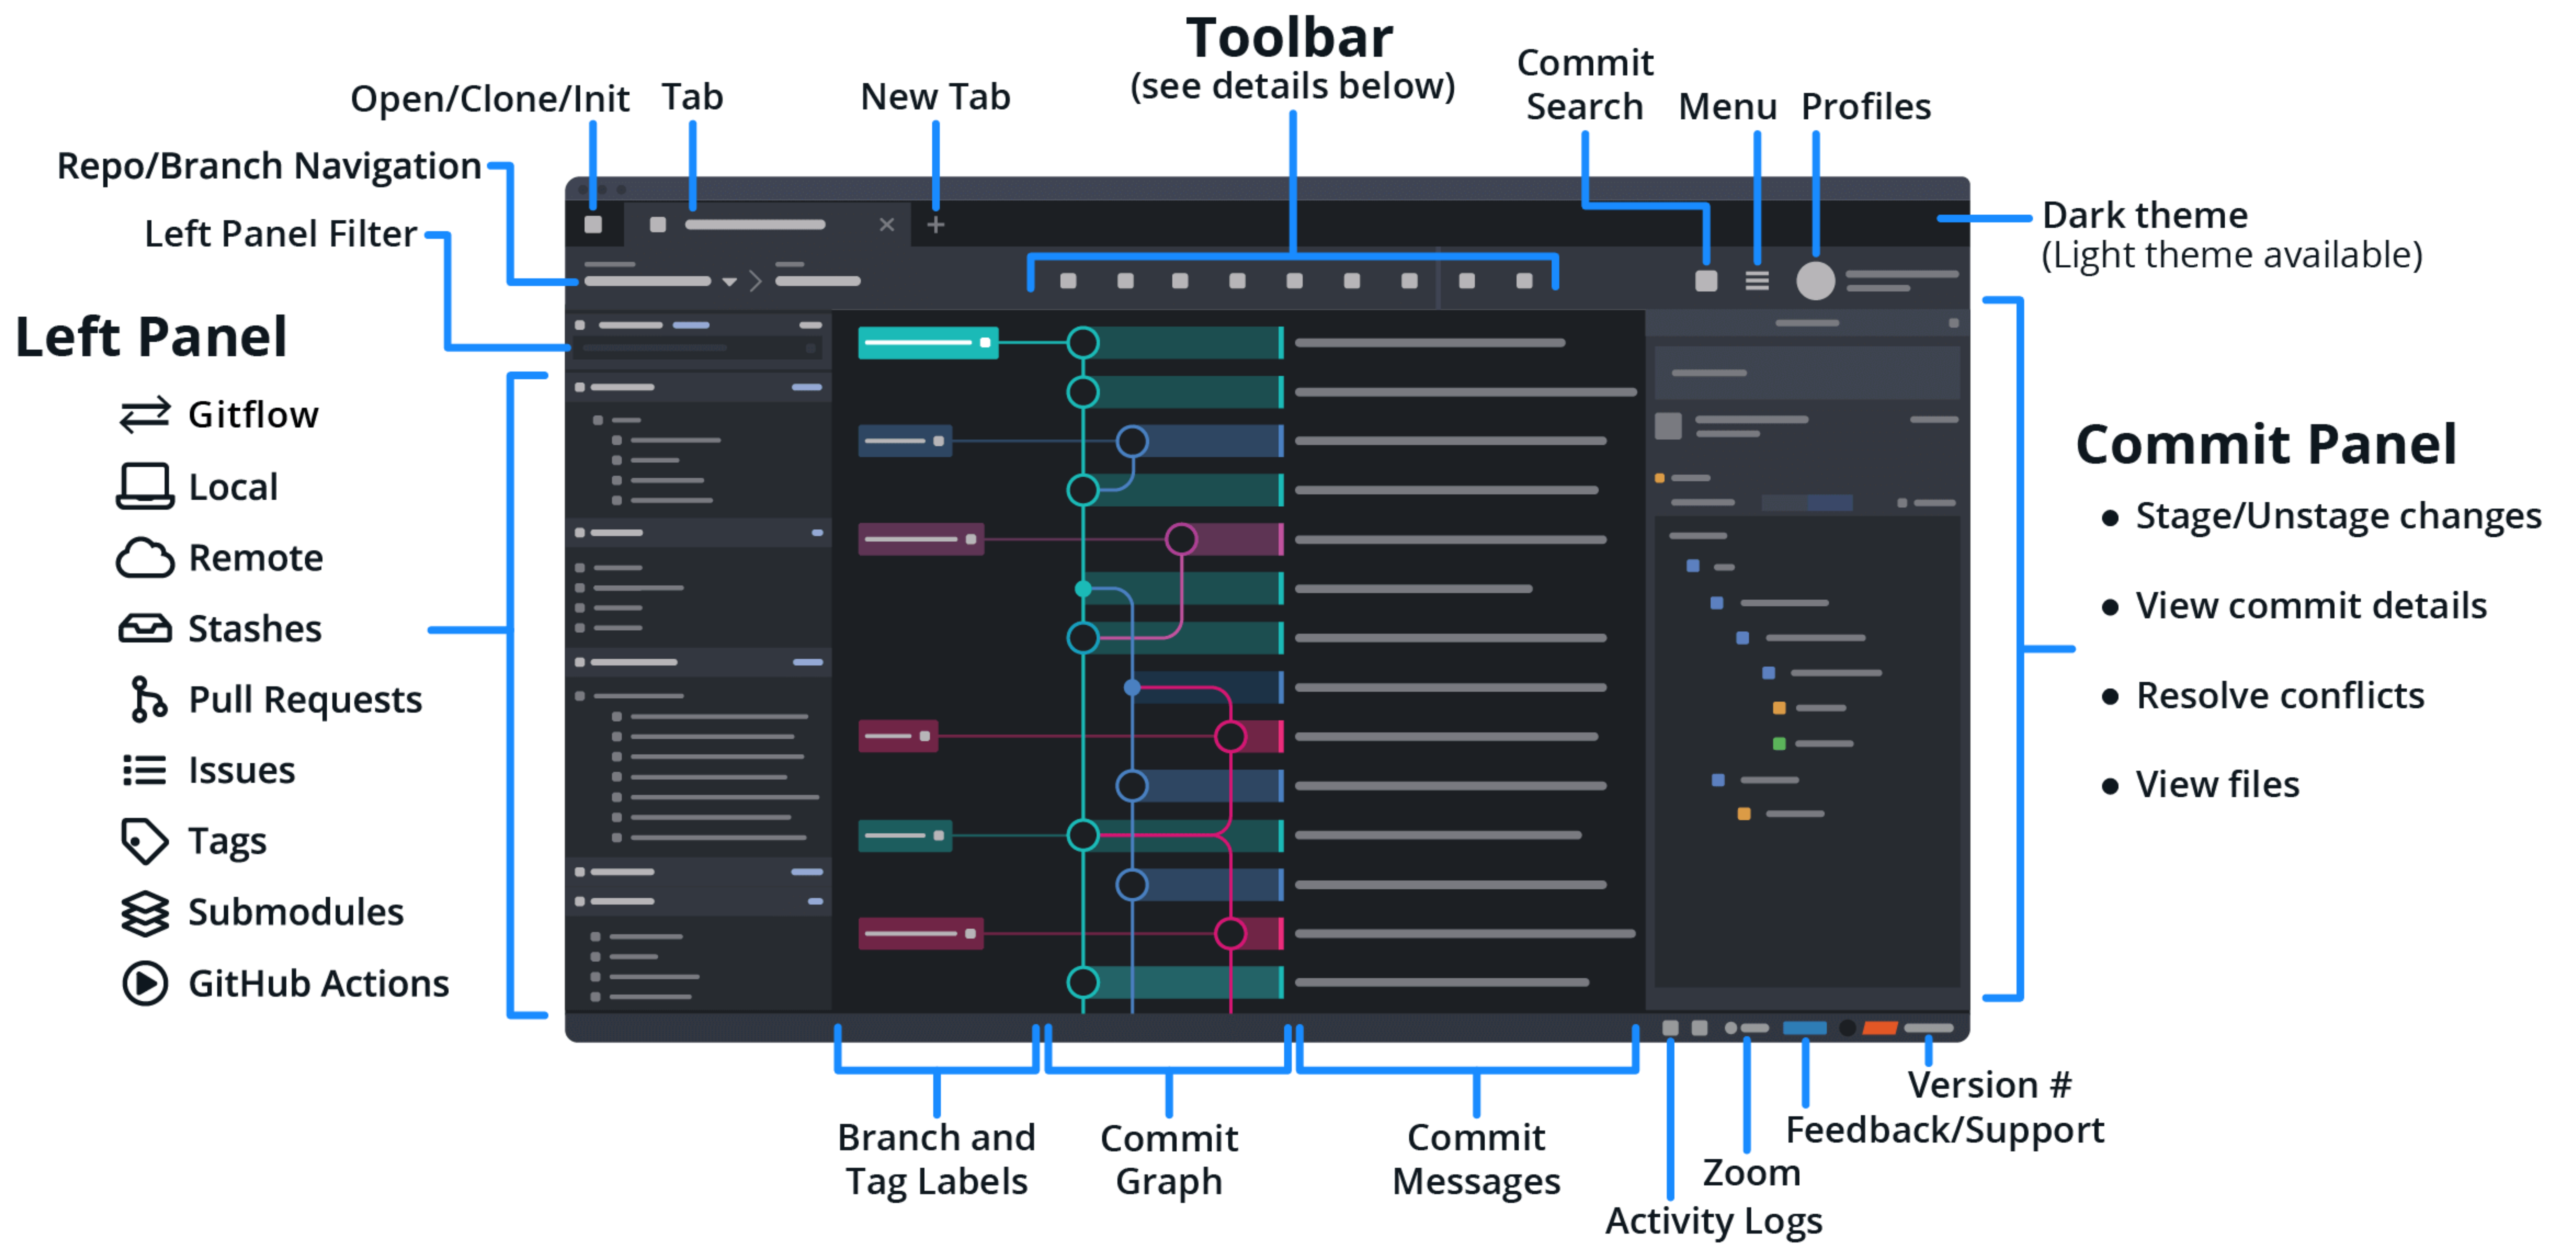 Toolbar
(see details below)
Commit
Search
Menu
Profiles
Open/Clone/Init
Tab
New Tab
Repo/Branch Navigation
Left Panel Filter
Dark theme
(Light theme available)
Left Panel
Gitflow
Local
Remote
Stashes
Pull Requests
Issues
Tags
Submodules
GitHub Actions
Commit Panel
• Stage/Unstage changes
• View commit details
• Resolve conflicts
• View files
Branch and
Tag Labels
Commit
Graph
Commit
Messages
Version #
Feedback/Support
Zoom
Activity Logs